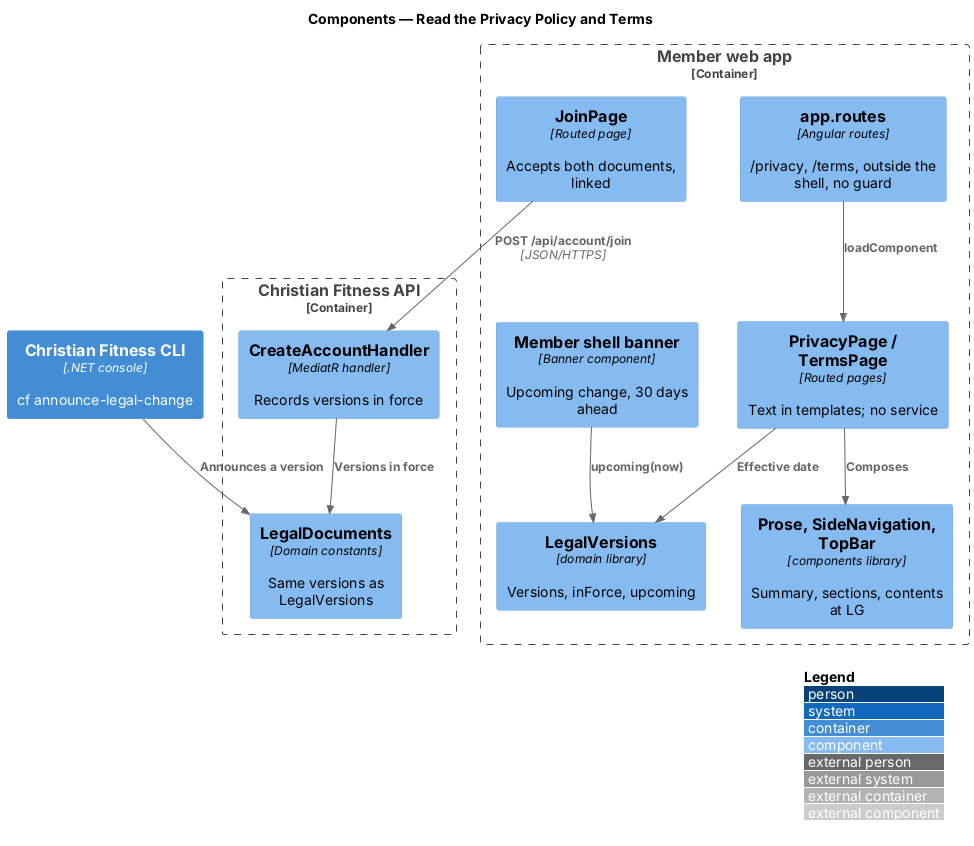 Components — Read the Privacy Policy and Terms
Member web app
[Container]
JoinPage
[Routed page]
Accepts both documents,
linked
app.routes
[Angular routes]
/privacy, /terms, outside the
shell, no guard
POST /api/account/join
[JSON/HTTPS]
loadComponent
Christian Fitness API
[Container]
Christian Fitness CLI
[.NET console]
cf announce-legal-change
CreateAccountHandler
[MediatR handler]
Records versions in force
Member shell banner
[Banner component]
Upcoming change, 30 days
ahead
PrivacyPage /
TermsPage
[Routed pages]
Text in templates; no service
Announces a version
Versions in force
upcoming(now)
Effective date
Composes
LegalDocuments
[Domain constants]
Same versions as
LegalVersions
LegalVersions
[domain library]
Versions, inForce, upcoming
Prose, SideNavigation,
TopBar
[components library]
Summary, sections, contents
at LG
Legend
person
system
container
component
external person
external system
external container
external component